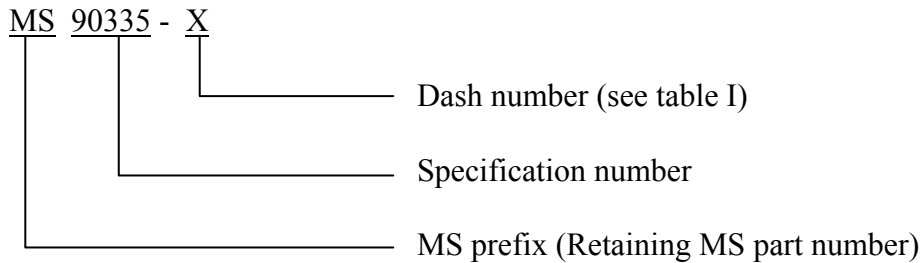 MS 90335 - X
Dash number (see table I)
Specification number
MS prefix (Retaining MS part number)